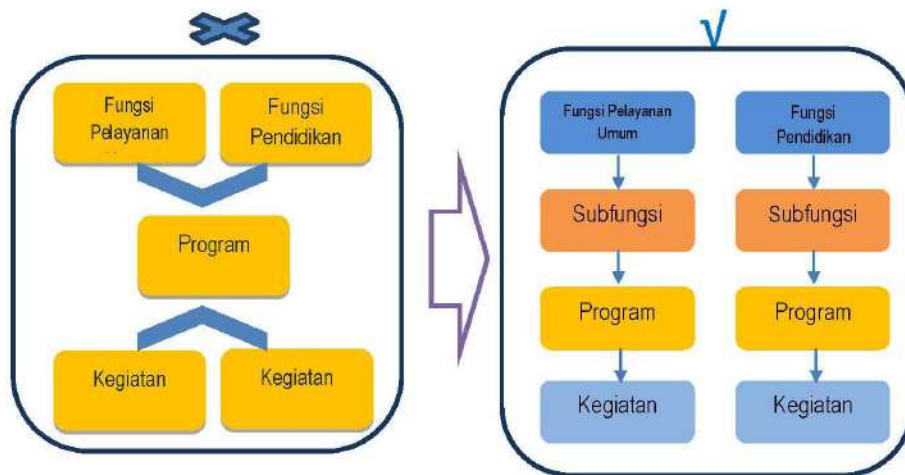 √
Fungsi
Pelayanan
Fungsi
Pendidikan
Program
Kegiatan
Kegiatan
Fungsi Pelayanan
Umum
Fungsi
Pendidikan
Subfungsi
Subfungsi
Program
Program
Kegiatan
Kegiatan